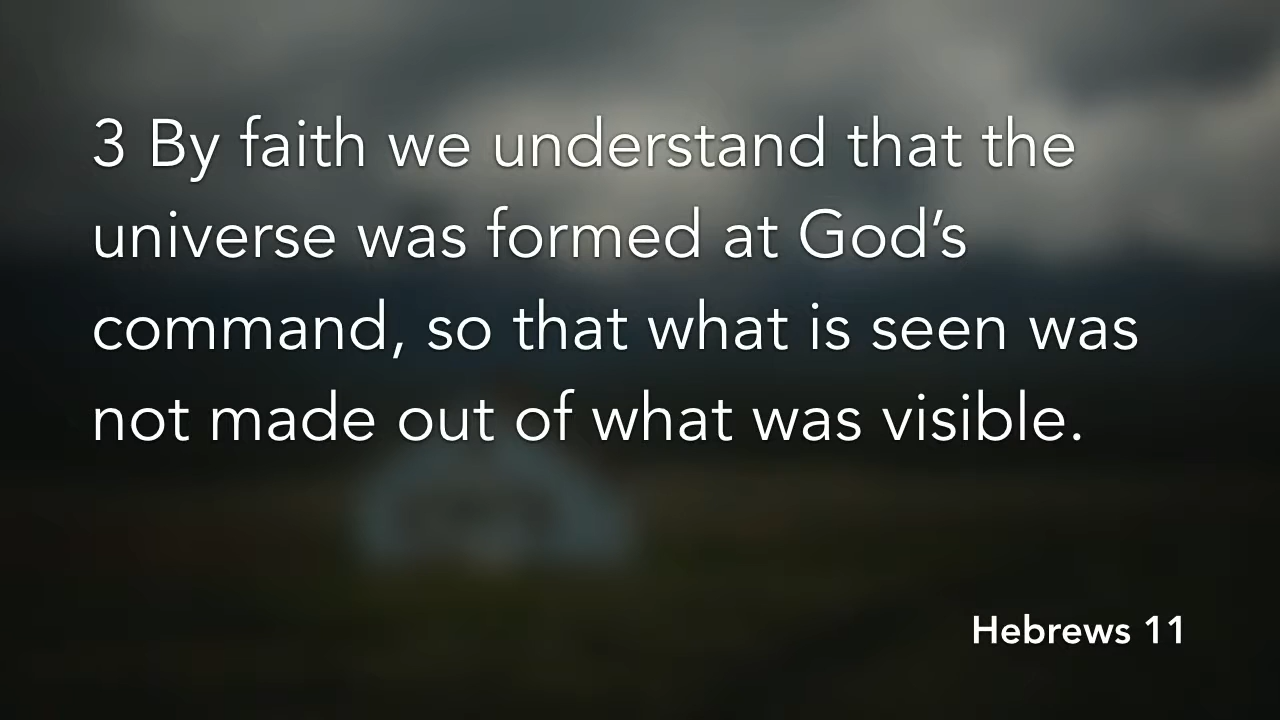 3 By faith we understand that the
universe was formed at God’s
command, so that what is seen was
not made out of what was visible.
Hebrews 11